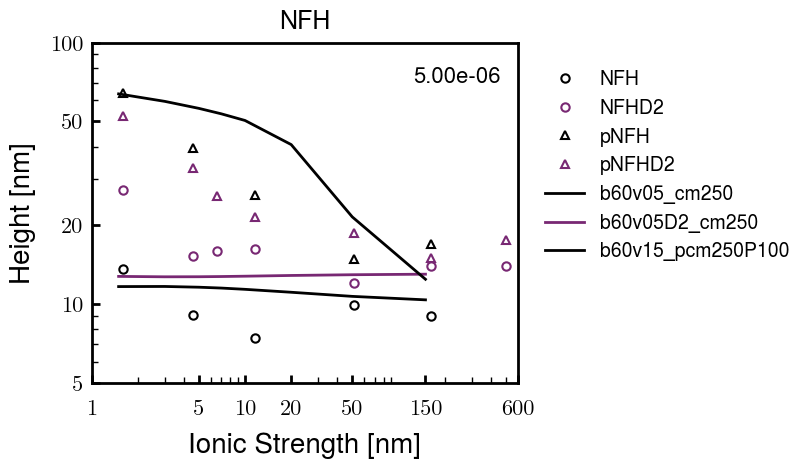 NFH
100
50
20
10
5
Height [nm]
5.00e-06
1
5
10
20
50
150
600
Ionic Strength [nm]
NFH
NFHD2
pNFH
pNFHD2
b60v05_cm250
b60v05D2_cm250
b60v15_pcm250P100